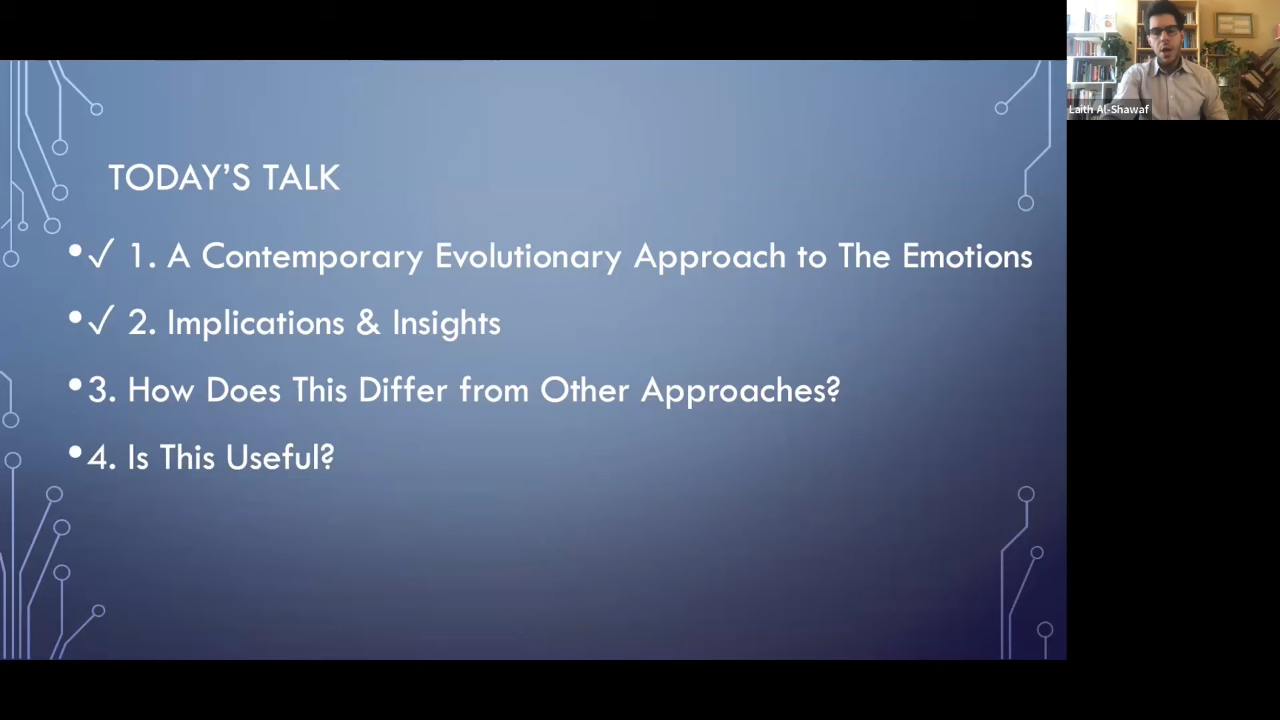 TODAY'S TALK
•✓ 1. A Contemporary Evolutionary Approach to The Emotions
•✓ 2. Implications & Insights
•3. How Does This Differ from Other Approaches?
•4. Is This Useful?
Laith Al-Shawaf